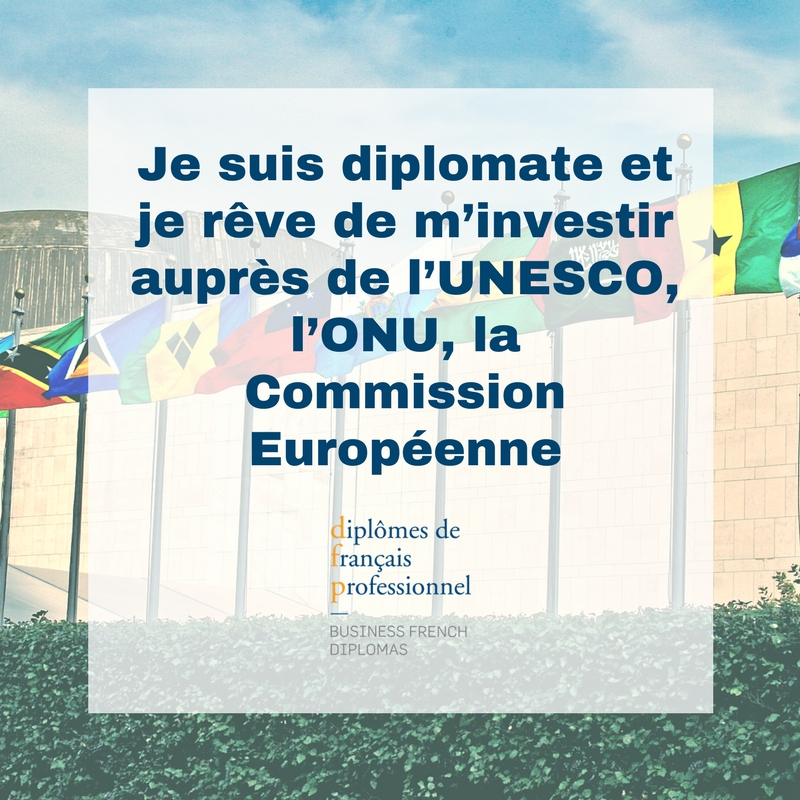 Je suis diplomate et
je rêve de m’investir
auprès de l’UNESCO,
l’ONU, la
Commission
Européenne
diplômes de
français
professionnel
BUSINESS FRENCH
DIPLOMAS